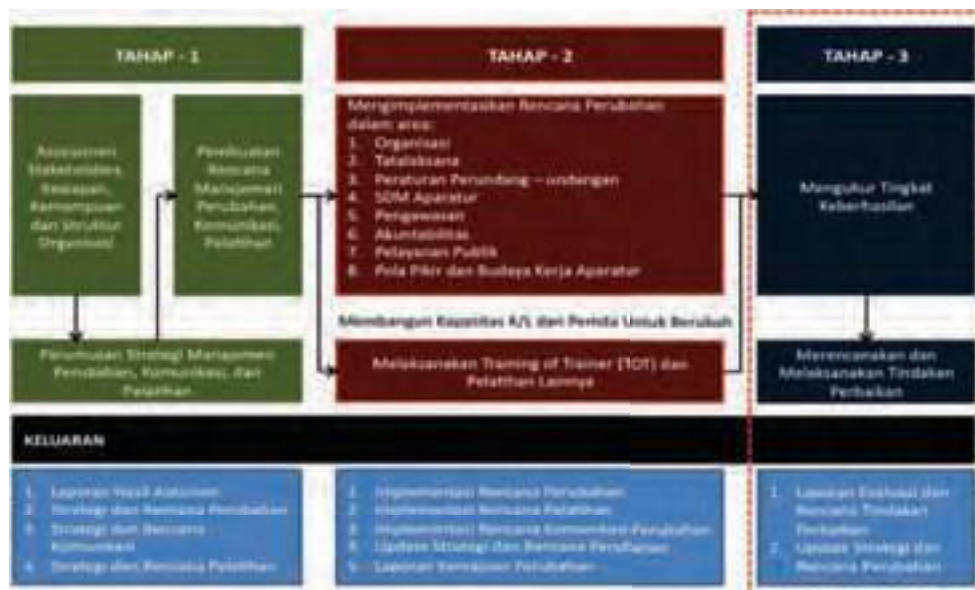 TAHAP - 1
Asesmen
Stakeholders,
Kesiapan,
Kemampuan
dan Struktur
Organisasi
Pembuatan
Rencana
Manajemen
Perubahan,
Komunikasi,
Pelatihan
Perumusan Strategi Manajemen
Perubahan, Komunikasi, dan
Pelatihan
TAHAP - 2
Mengimplementasikan Rencana Perubahan
dalam area:
1. Organisasi
2. Tatalaksana
3. Peraturan Perundang – undangan
4. SDM Aparatur
5. Pengawasan
6. Akuntabilitas
7. Pelayanan Publik
8. Pola Pikir dan Budaya Kerja Aparatur
Membangun Kapasitas K/L dan Pemda Untuk Berubah
Melaksanakan Training of Trainer (TOT) dan
Pelatihan Lainnya
TAHAP - 3
Mengukur Tingkat
Keberhasilan
Merencanakan dan
Melaksanakan Tindakan
Perbaikan
KELUARAN
1. Laporan Hasil Asesmen
2. Strategi dan Rencana Perubahan
3. Strategi dan Rencana
Komunikasi
4. Strategi dan Rencana Pelatihan
1. Implementasi Rencana Perubahan
2. Implementasi Rencana Pelatihan
3. Implementasi Rencana Komunikasi Perubahan
4. Update Strategi dan Rencana Perubahan
5. Laporan Kemajuan Perubahan
1. Laporan Evaluasi dan
Rencana Tindakan
Perbaikan
2. Update Strategi dan
Rencana Perubahan